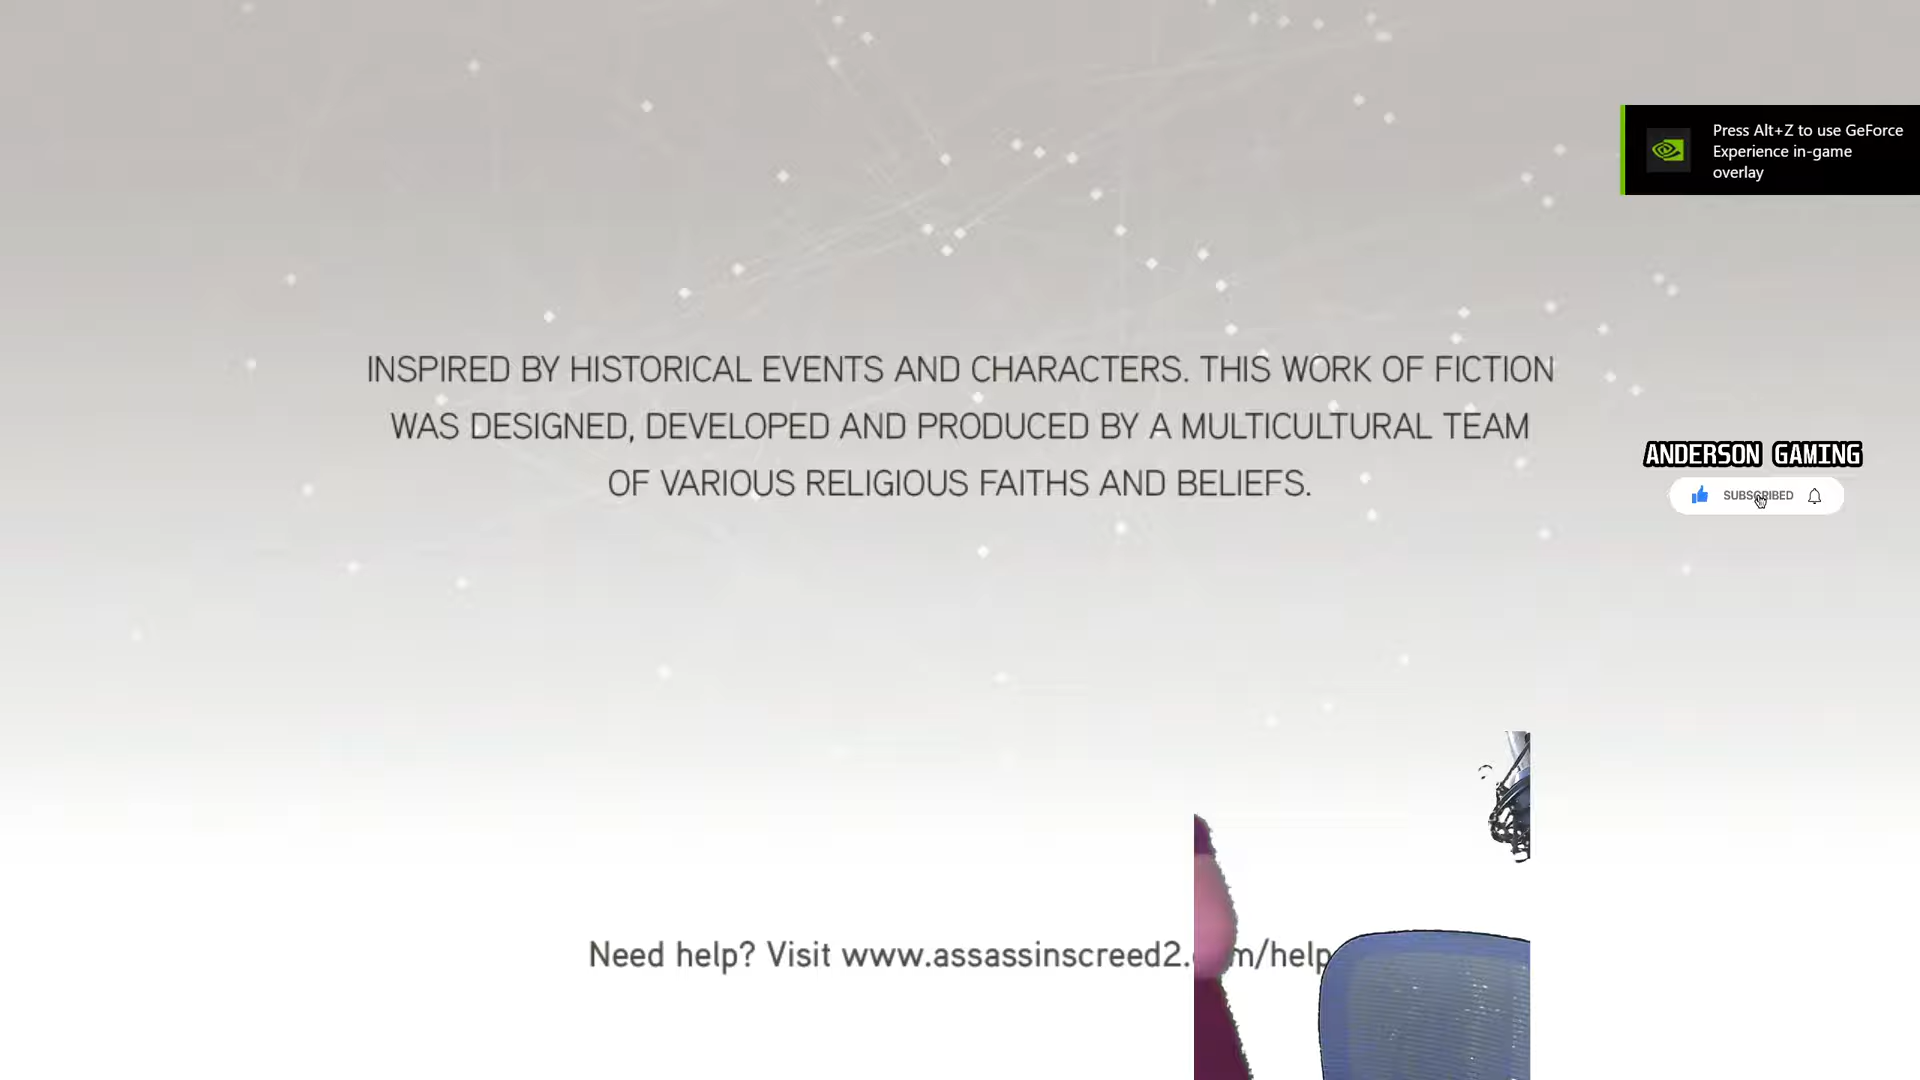 Press Alt+Z to use GeForce
Experience in-game
overlay
INSPIRED BY HISTORICAL EVENTS AND CHARACTERS. THIS WORK OF FICTION
WAS DESIGNED, DEVELOPED AND PRODUCED BY A MULTICULTURAL TEAM
OF VARIOUS RELIGIOUS FAITHS AND BELIEFS.
ANDERSON GAMING
SUBSCRIBED
Need help? Visit www.assassinscreed2.com/help